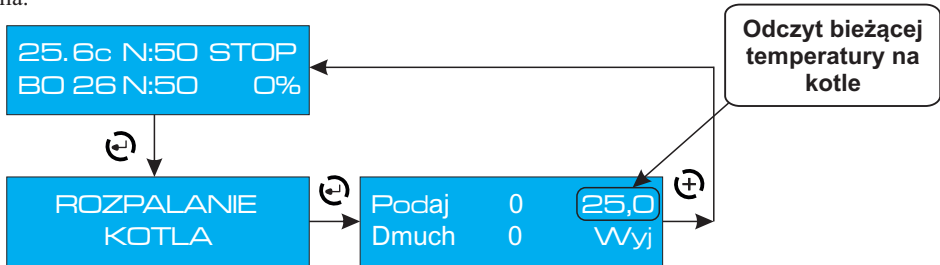 na.
25.6c N:50 STOP
BO 26 N:50 0%
Odczyt bieżącej
temperatury na
kotle
ROZPALANIE
KOTLA
Podaj 0 25,0
Dmuch 0 Wyj